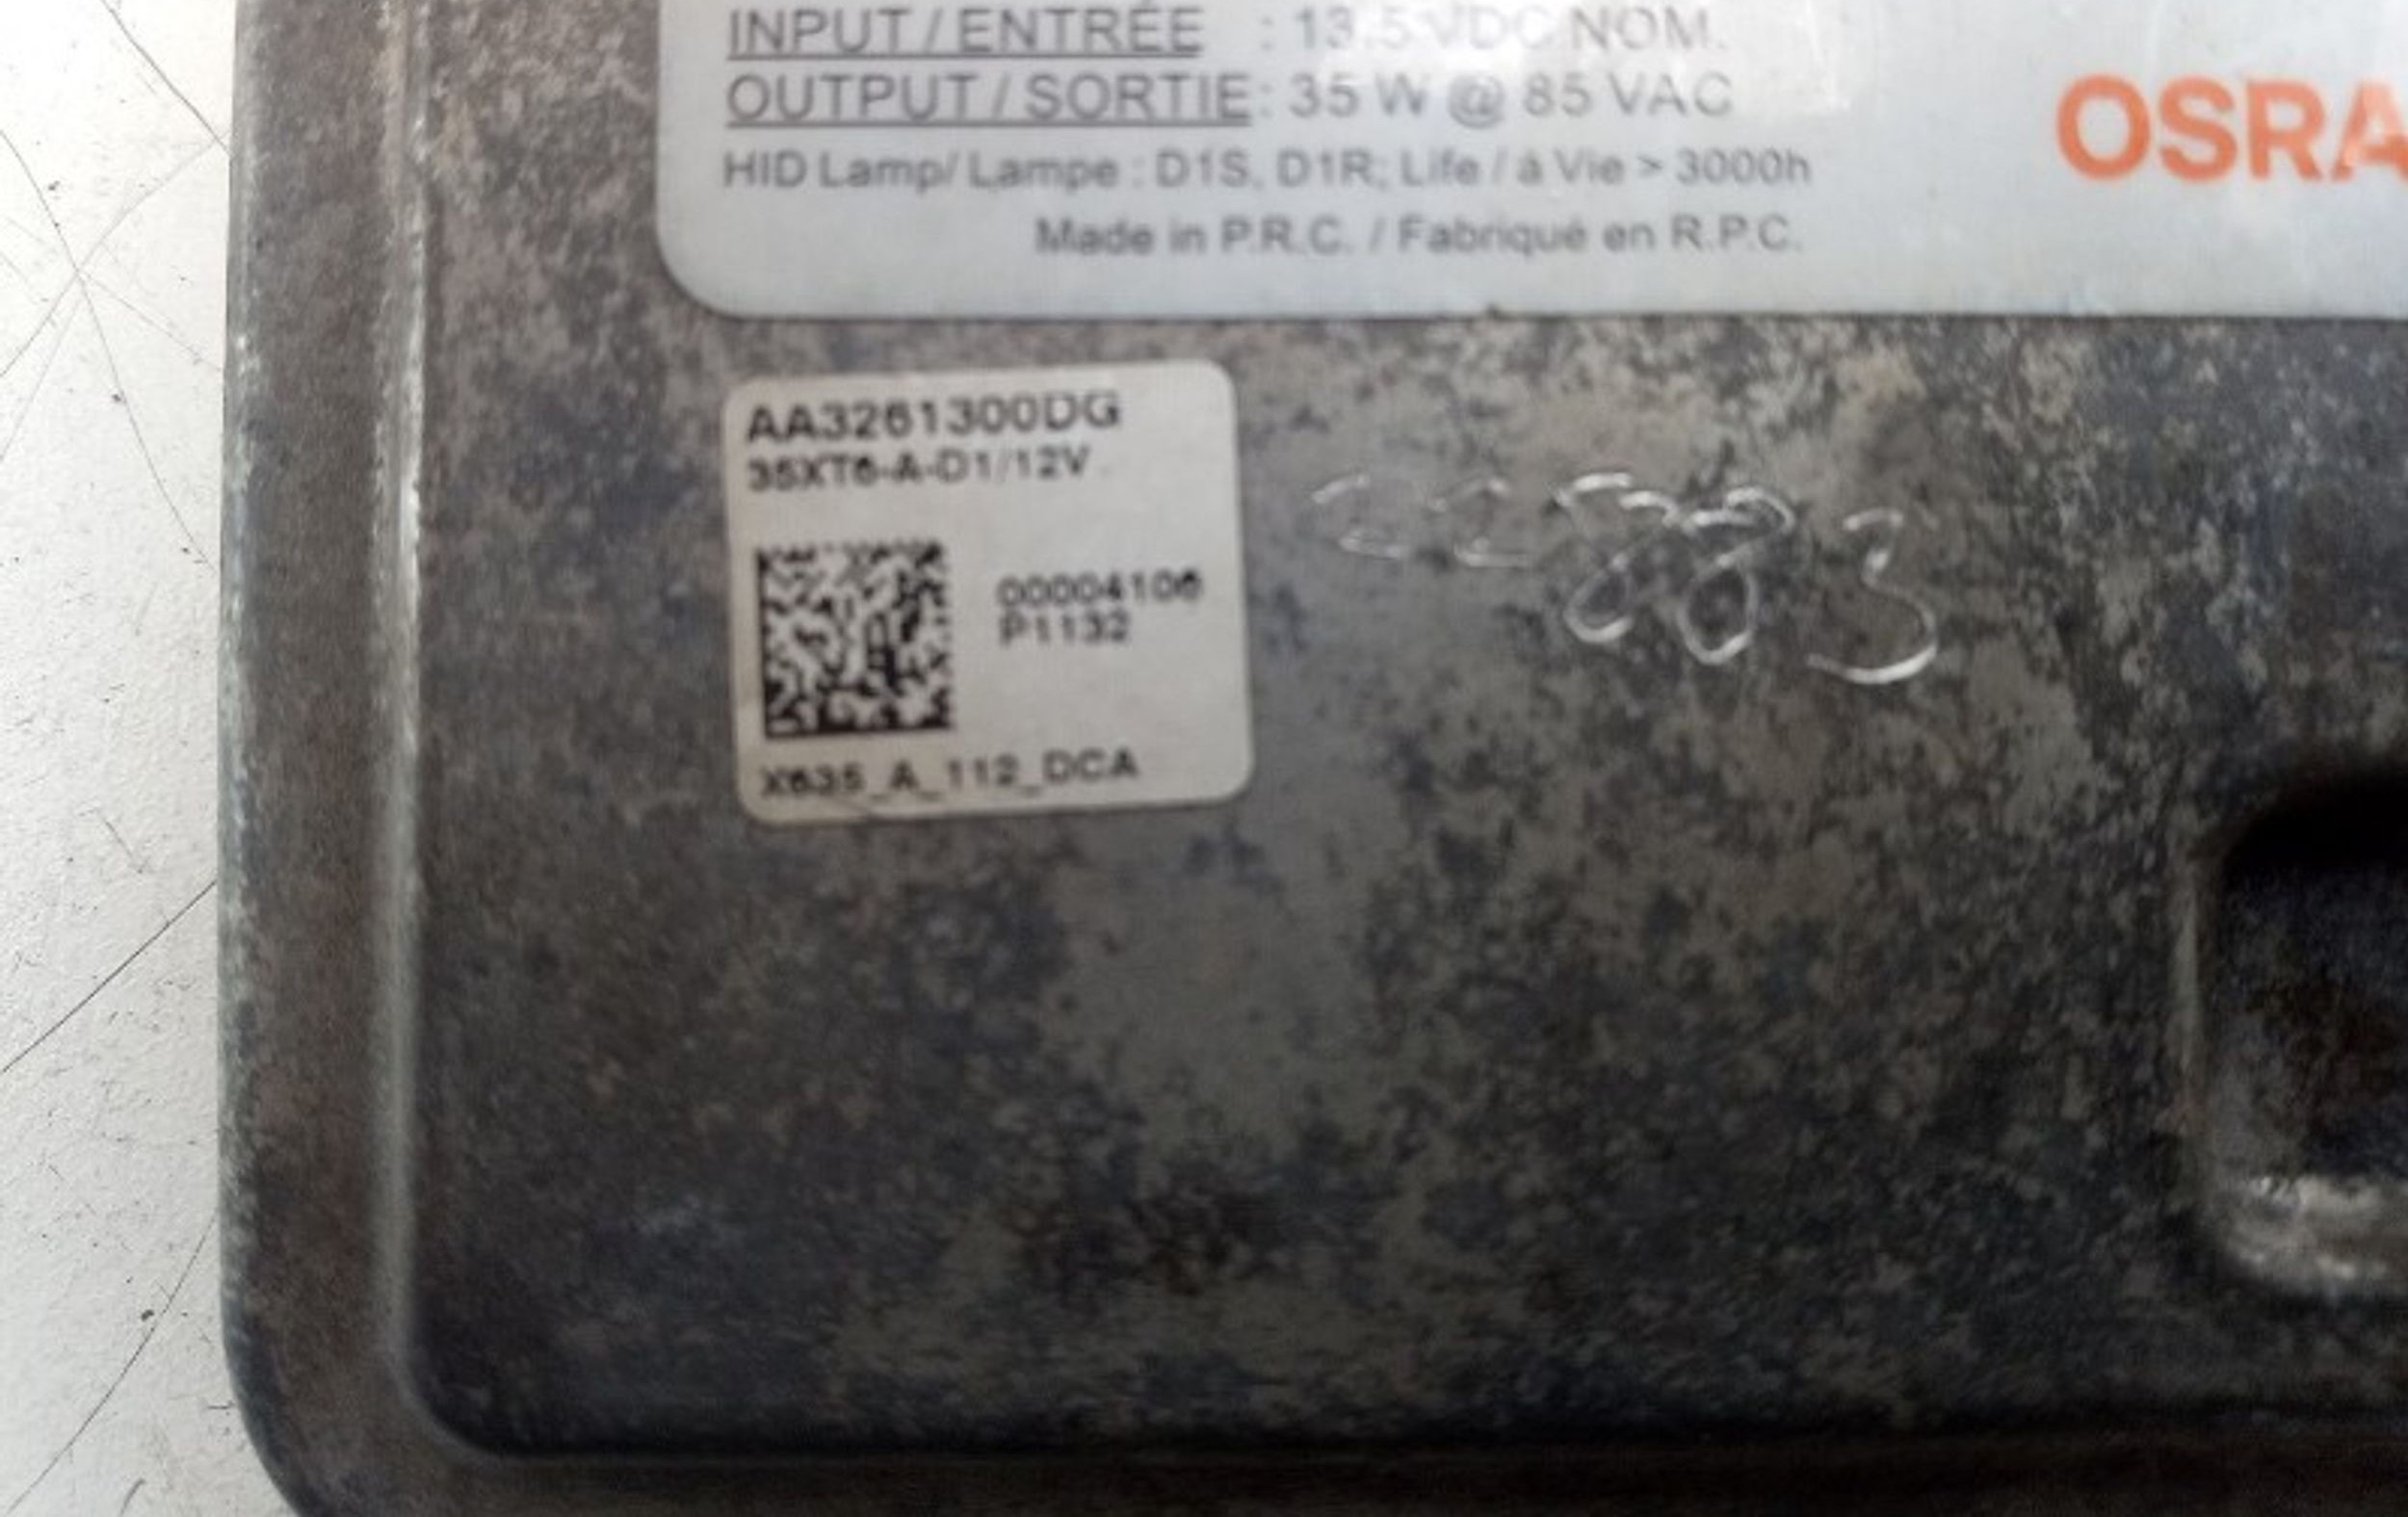 INPUT / ENTRÉE : 13.5 VDC NOM.
OUTPUT / SORTIE : 35 W @ 85 VAC
HID Lamp/ Lampe : D1S, D1R; Life / à Vie > 3000h
Made in P.R.C. / Fabriqué en R.P.C.
OSRA
AA3261300DG
35XT6-A-D1/12V
00004106
P1132
X635_A_112_DCA